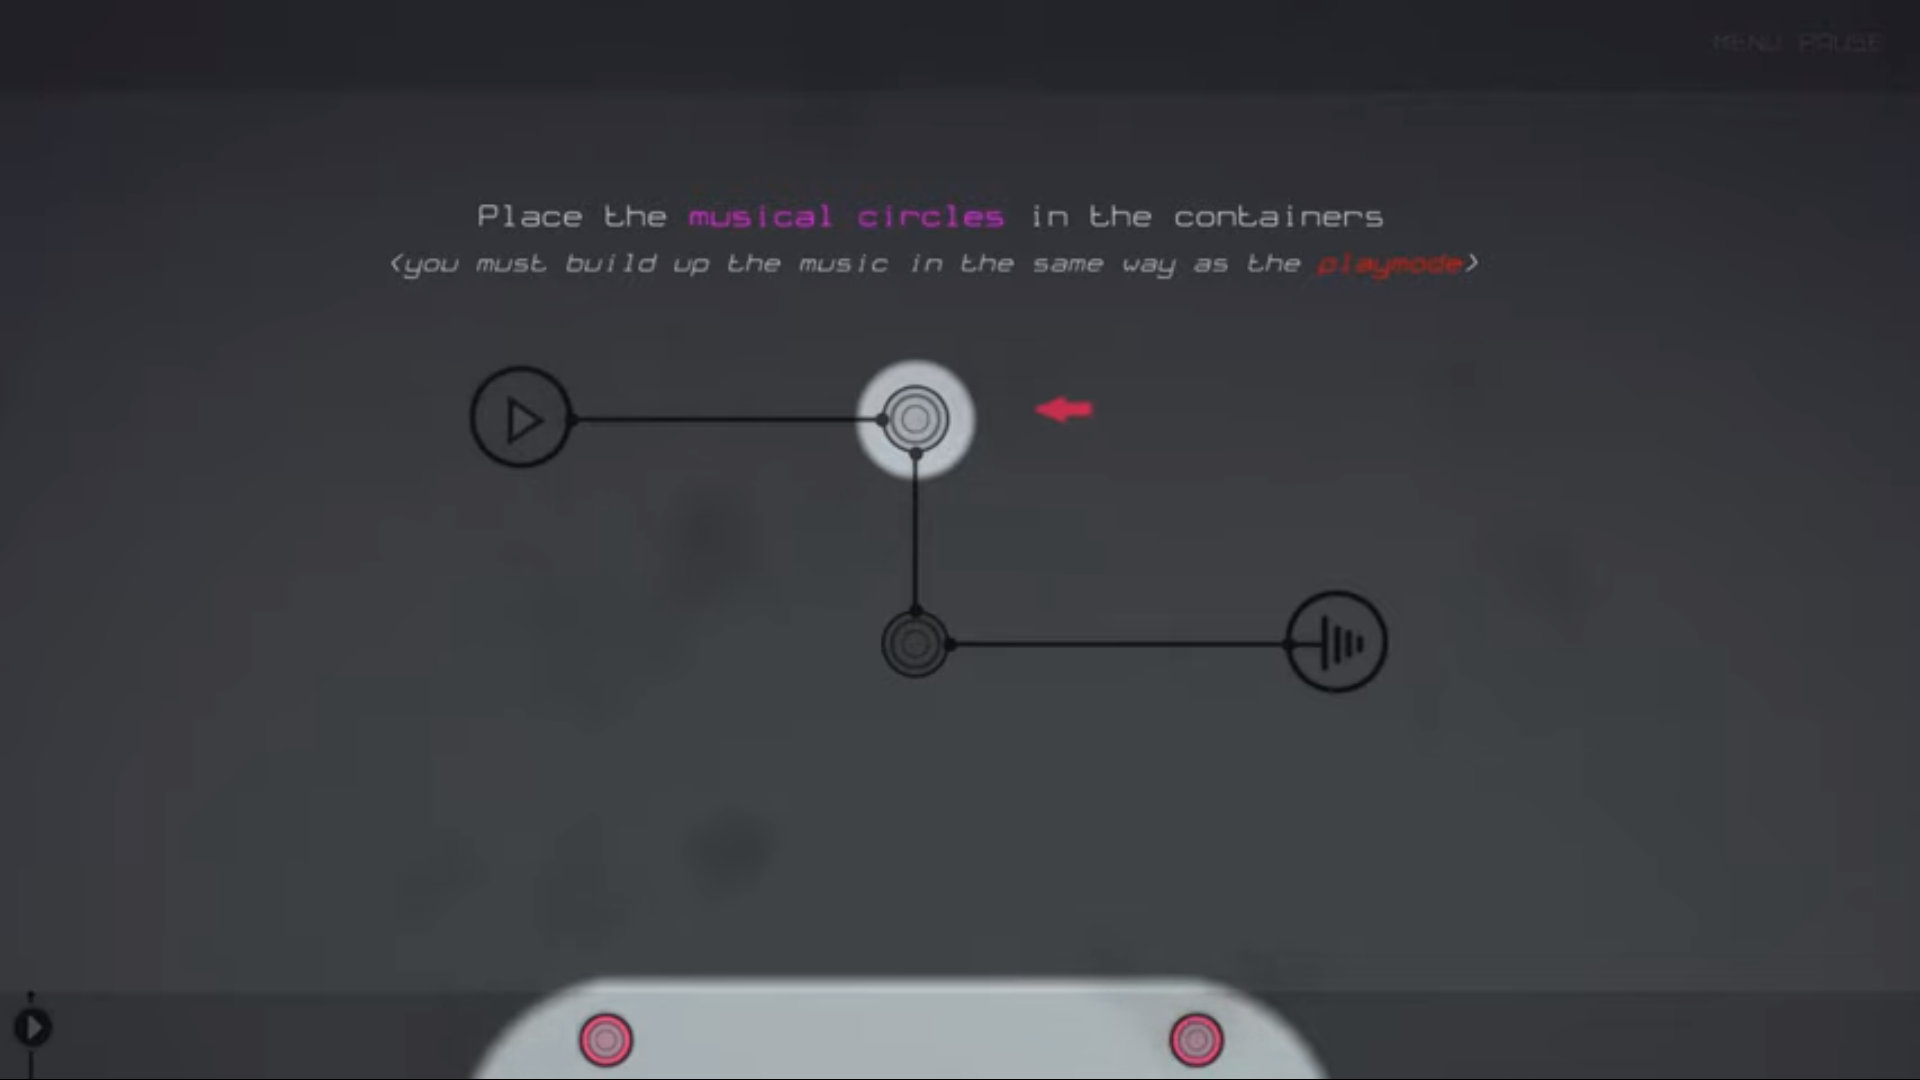 MENU PAUSE
Place the musical circles in the containers
<you must build up the music in the same way as the playmode>